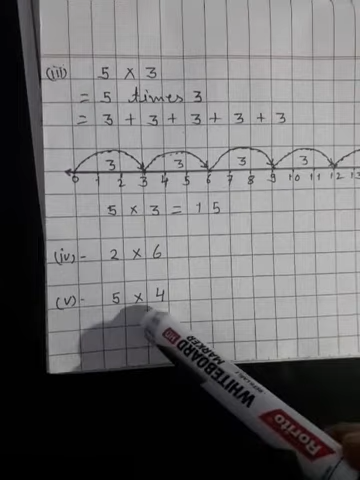 (iii) 5 × 3
= 5 times 3
= 3 + 3 + 3 + 3 + 3
3 3 3 3
0 1 2 3 4 5 6 7 8 9 10 11 12 13
5 × 3 = 15
(iv)- 2 × 6
(v)- 5 × 4
WHITEBOARD
MARKER
Rorito